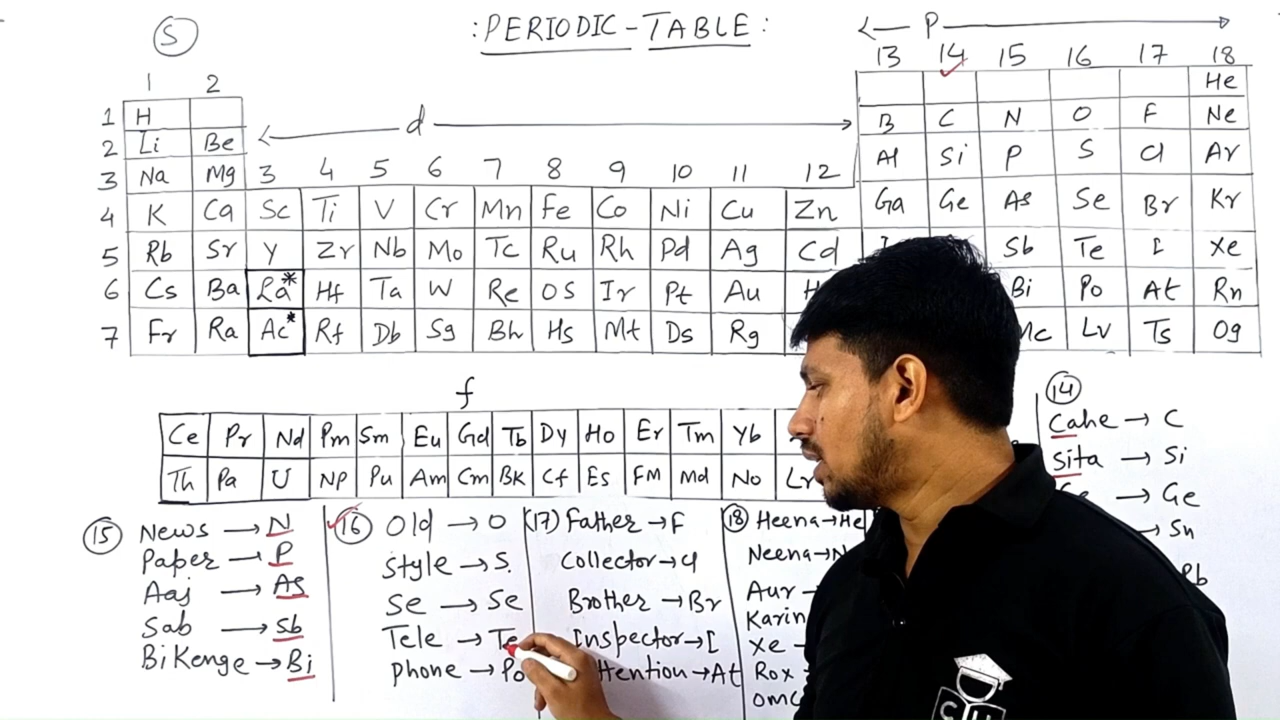 S
: PERIODIC - TABLE :
P
13 14 15 16 17 18
1 2
He
1 H
B C N O F Ne
d
2 Li Be
Al Si P S Cl Ar
3 Na Mg 3 4 5 6 7 8 9 10 11 12
4 K Ca Sc Ti V Cr Mn Fe Co Ni Cu Zn Ga Ge As Se Br Kr
5 Rb Sr Y Zr Nb Mo Tc Ru Rh Pd Ag Cd Sb Te I Xe
6 Cs Ba La* Hf Ta W Re OS Ir Pt Au Bi Po At Rn
7 Fr Ra Ac* Rf Db Sg Bh Hs Mt Ds Rg Mc Lv Ts Og
f
Ce Pr Nd Pm Sm Eu Gd Tb Dy Ho Er Tm Yb
Th Pa U NP Pu Am Cm BK Cf Es FM Md No Lr
14
Cahe → C
Sita → Si
→ Ge
→ Sn
Pb
15 News → N
Paper → P
Aaj → As
Sab → Sb
BiKenge → Bi
16 Old → O
Style → S.
Se → Se
Tele → Te
Phone → Po
(17) Father → F
Collector → Cl
Brother → Br
Inspector → I
→ At
18 Heena → He
Neena → N
Aur →
Karin
Xe →
Rox →